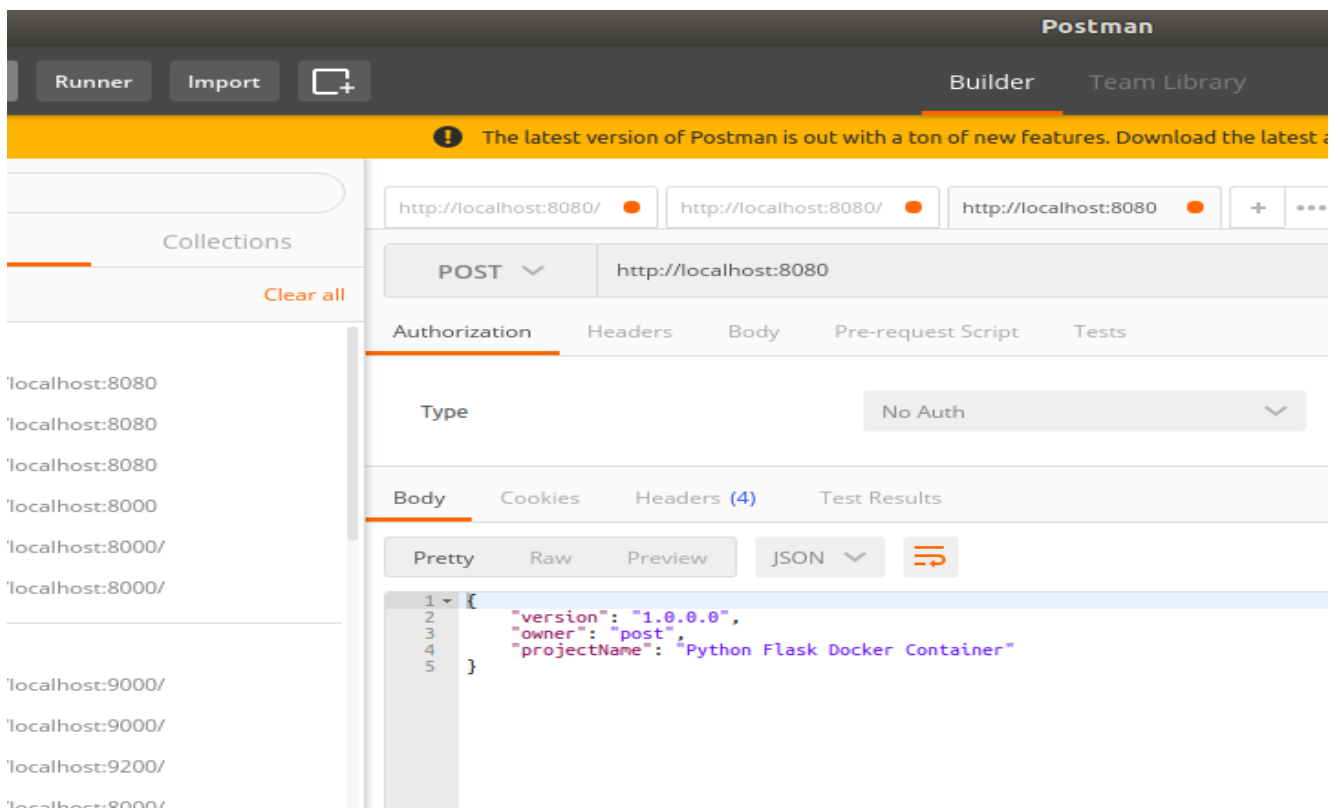 Postman
Runner Import Builder Team Library
The latest version of Postman is out with a ton of new features. Download the latest
http://localhost:8080/ http://localhost:8080/ http://localhost:8080 + •••
Collections
POST http://localhost:8080
Clear all
Authorization Headers Body Pre-request Script Tests
/localhost:8080
Type No Auth
/localhost:8080
/localhost:8080
Body Cookies Headers (4) Test Results
/localhost:8000
/localhost:8000/
Pretty Raw Preview JSON
/localhost:8000/
1 {
2 "version": "1.0.0.0",
3 "owner": "post",
4 "projectName": "Python Flask Docker Container"
5 }
/localhost:9000/
/localhost:9000/
/localhost:9200/
/localhost:8000/